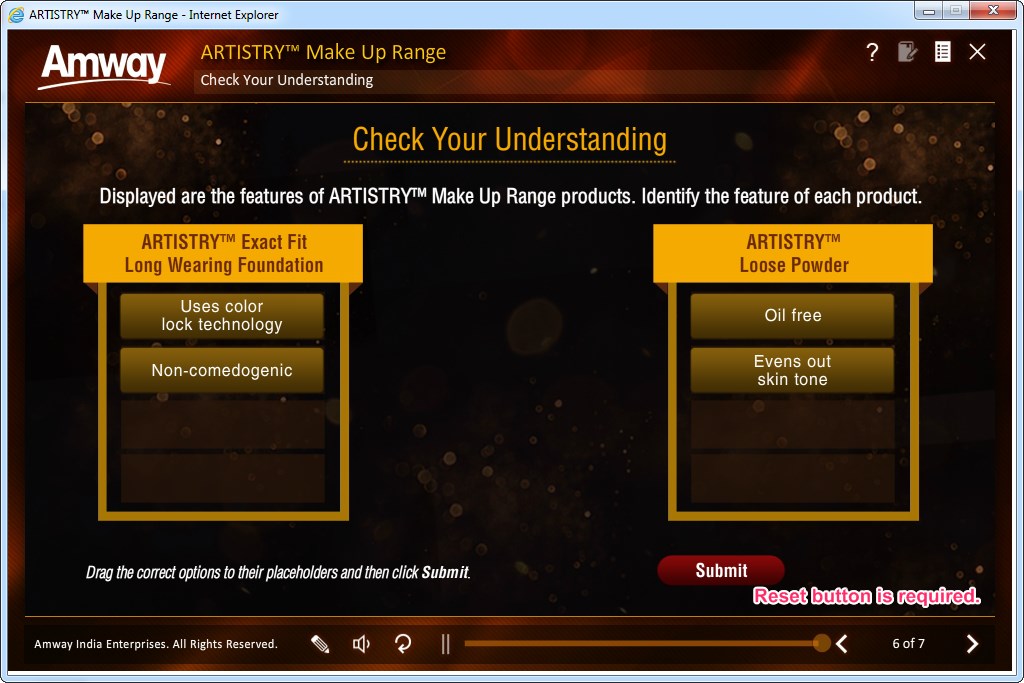 ARTISTRY™ Make Up Range - Internet Explorer
Amway
ARTISTRY™ Make Up Range
Check Your Understanding
?
Check Your Understanding
Displayed are the features of ARTISTRY™ Make Up Range products. Identify the feature of each product.
ARTISTRY™ Exact Fit
Long Wearing Foundation
Uses color
lock technology
Non-comedogenic
ARTISTRY™
Loose Powder
Oil free
Evens out
skin tone
Drag the correct options to their placeholders and then click Submit.
Submit
Reset button is required.
Amway India Enterprises. All Rights Reserved.
6 of 7